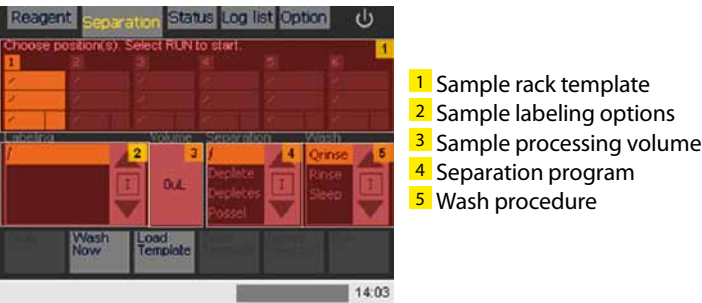 Reagent Separation Status Log list Option
Choose position(s). Select RUN to start. 1
1 2 3 4 5 6
Labeling Volume Separation Wash
/ 2 3 / 4 Qrinse 5
0uL Deplete Rinse
Depletes Sleep
Possel
Wash Now
Load Template
14:03
1 Sample rack template
2 Sample labeling options
3 Sample processing volume
4 Separation program
5 Wash procedure